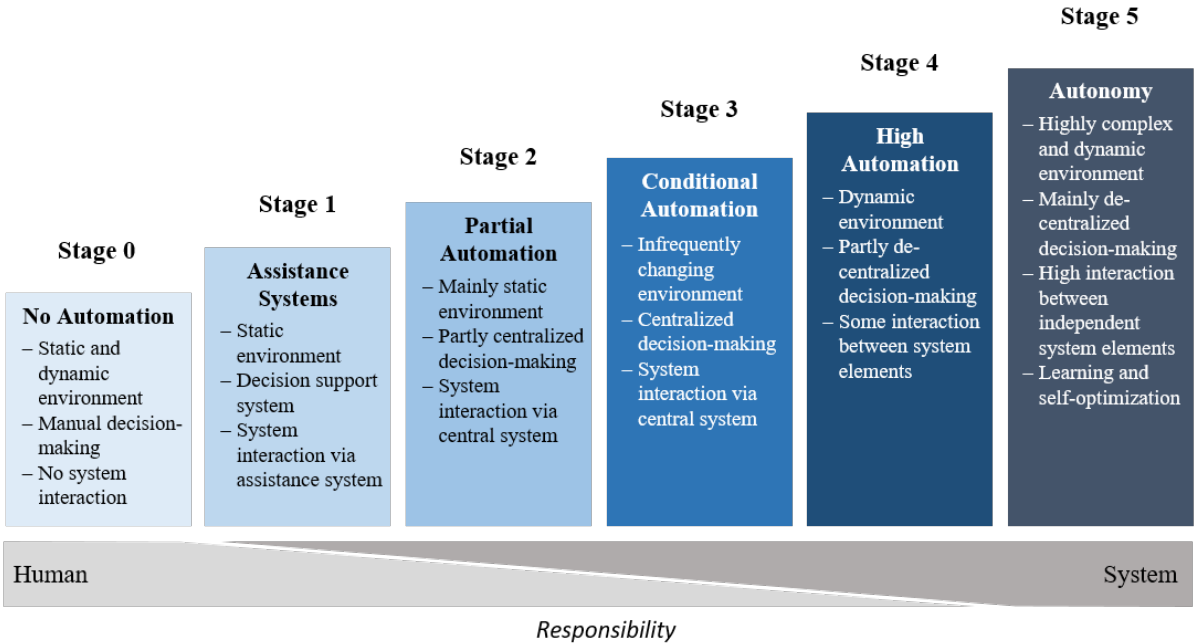 Stage 0
No Automation
– Static and
dynamic
environment
– Manual decision-
making
– No system
interaction
Stage 1
Assistance
Systems
– Static
environment
– Decision support
system
– System
interaction via
assistance system
Stage 2
Partial
Automation
– Mainly static
environment
– Partly centralized
decision-making
– System
interaction via
central system
Stage 3
Conditional
Automation
– Infrequently
changing
environment
– Centralized
decision-making
– System
interaction via
central system
Stage 4
High
Automation
– Dynamic
environment
– Partly de-
centralized
decision-making
– Some interaction
between system
elements
Stage 5
Autonomy
– Highly complex
and dynamic
environment
– Mainly de-
centralized
decision-making
– High interaction
between
independent
system elements
– Learning and
self-optimization
Human
System
Responsibility